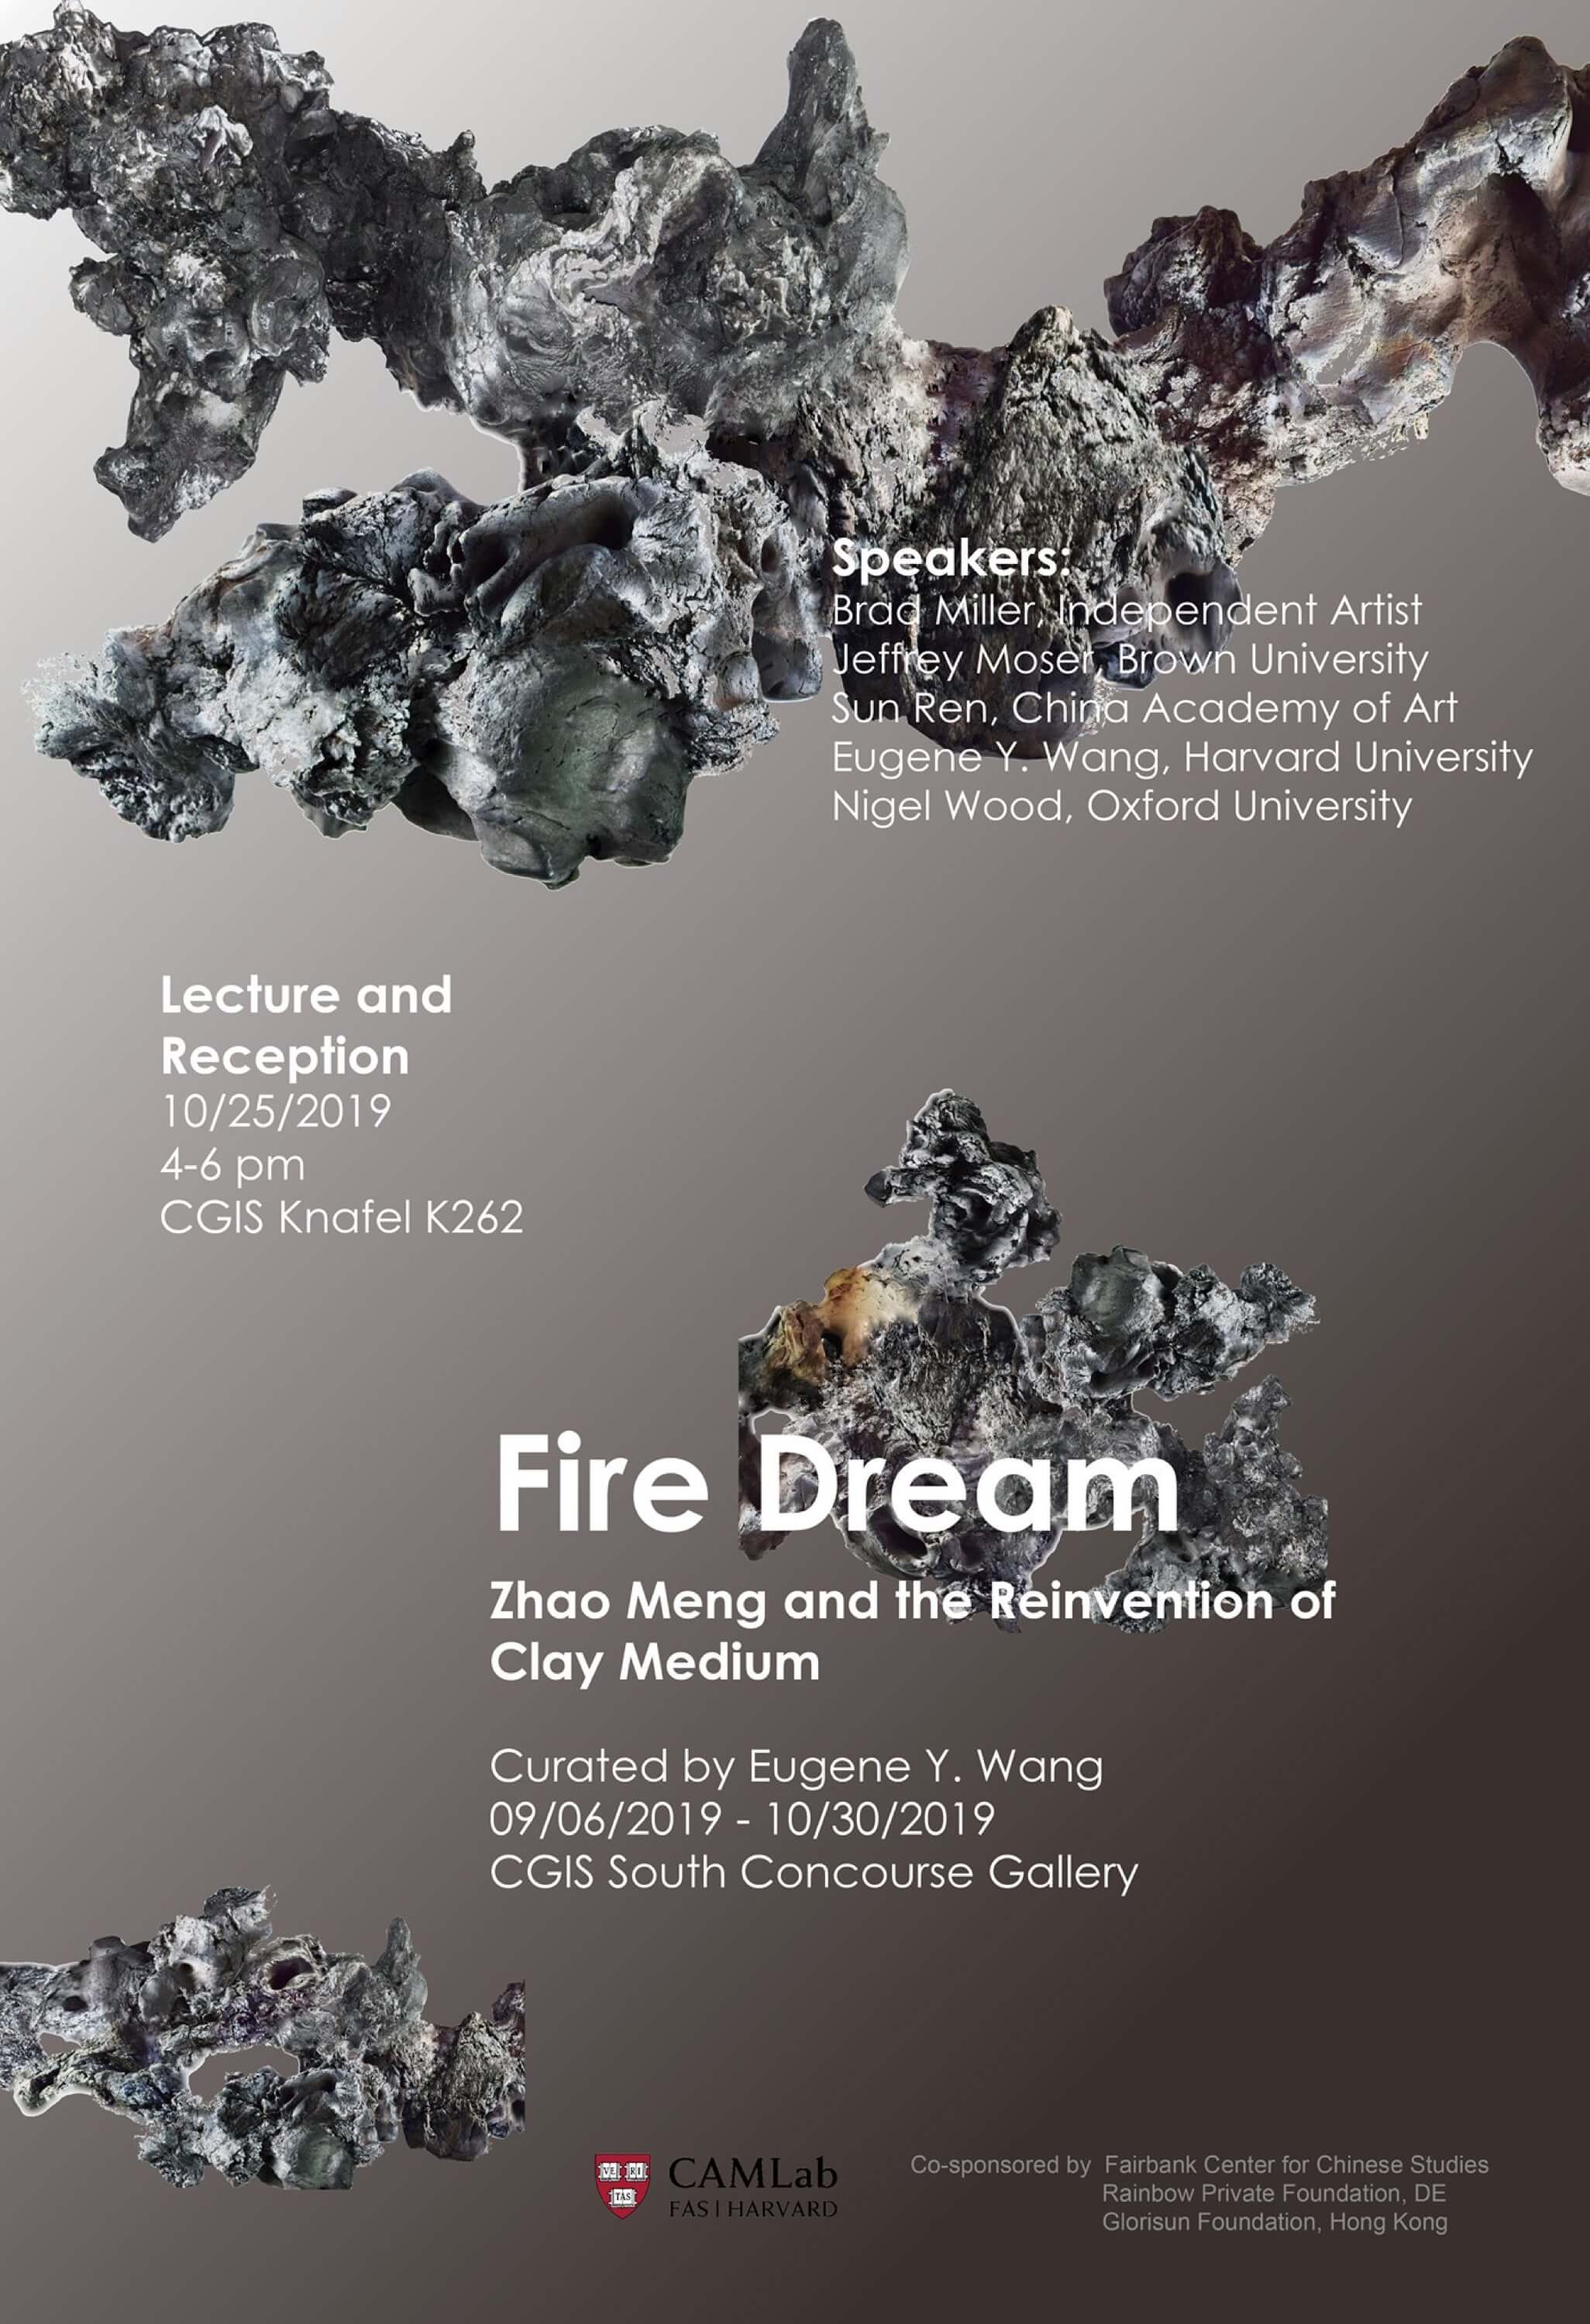 Speakers:
Brad Miller, Independent Artist
Jeffrey Moser, Brown University
Sun Ren, China Academy of Art
Eugene Y. Wang, Harvard University
Nigel Wood, Oxford University
Lecture and
Reception
10/25/2019
4-6 pm
CGIS Knafel K262
Fire Dream
Zhao Meng and the Reinvention of
Clay Medium
Curated by Eugene Y. Wang
09/06/2019 - 10/30/2019
CGIS South Concourse Gallery
VE RI
TAS
CAMLab
FAS | HARVARD
Co-sponsored by Fairbank Center for Chinese Studies
Rainbow Private Foundation, DE
Glorisun Foundation, Hong Kong